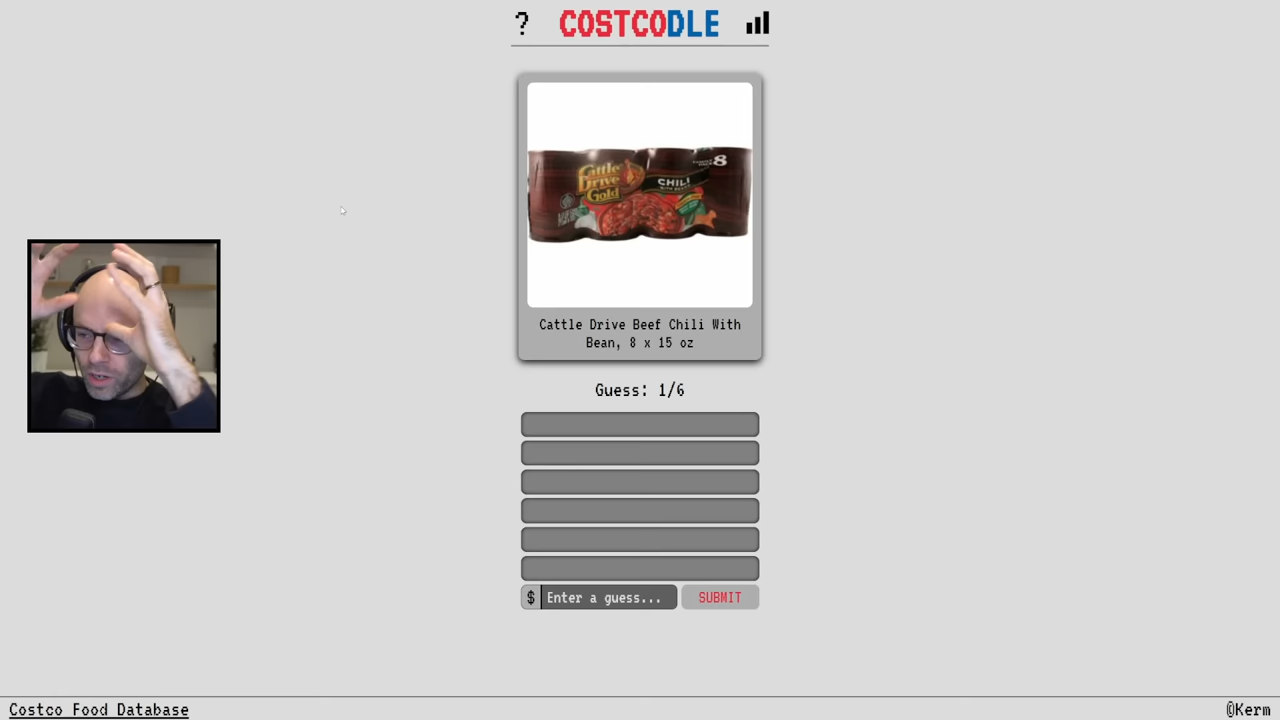 ?
COSTCODLE
Cattle
Drive
Gold
CHILI
8
Cattle Drive Beef Chili With
Bean, 8 x 15 oz
Guess: 1/6
$ Enter a guess... SUBMIT
Costco Food Database
@Kerm